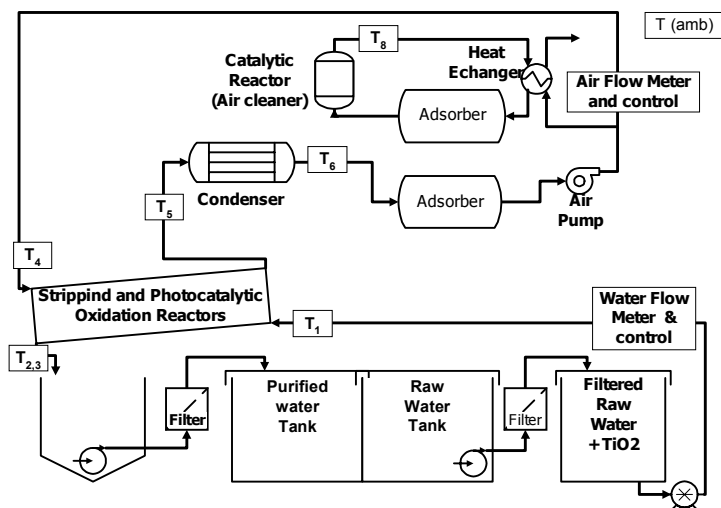 T (amb)
T8
Catalytic
Reactor
(Air cleaner)
Heat
Echanger
Air Flow Meter
and control
Adsorber
T6
Condenser
T5
Adsorber
Air
Pump
T4
Strippind and Photocatalytic
Oxidation Reactors
T1
Water Flow
Meter &
control
T2,3
Filter
Purified
water
Tank
Raw
Water
Tank
Filter
Filtered
Raw
Water
+TiO2